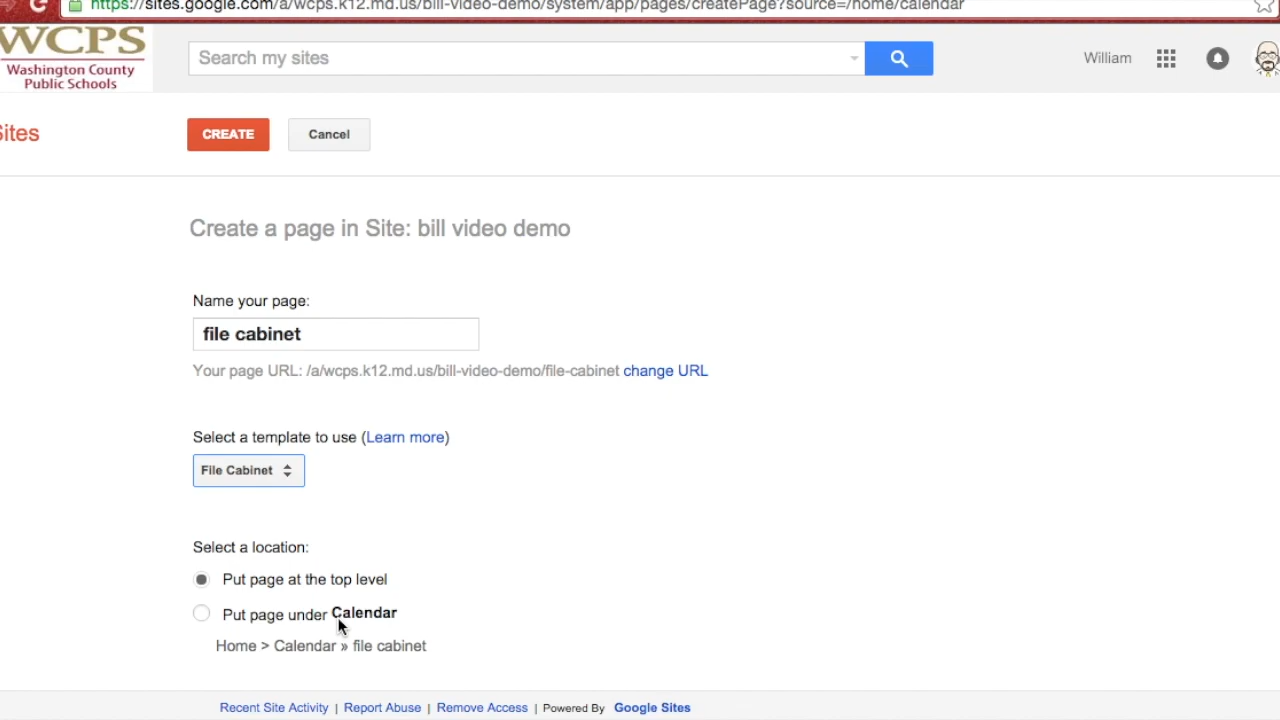 https://sites.google.com/a/wcps.k12.md.us/bill-video-demo/system/app/pages/createPage?source=/home/calendar
WCPS
Washington County
Public Schools
Search my sites
William
Sites
CREATE
Cancel
Create a page in Site: bill video demo
Name your page:
file cabinet
Your page URL: /a/wcps.k12.md.us/bill-video-demo/file-cabinet change URL
Select a template to use (Learn more)
File Cabinet
Select a location:
Put page at the top level
Put page under Calendar
Home > Calendar » file cabinet
Recent Site Activity | Report Abuse | Remove Access | Powered By Google Sites